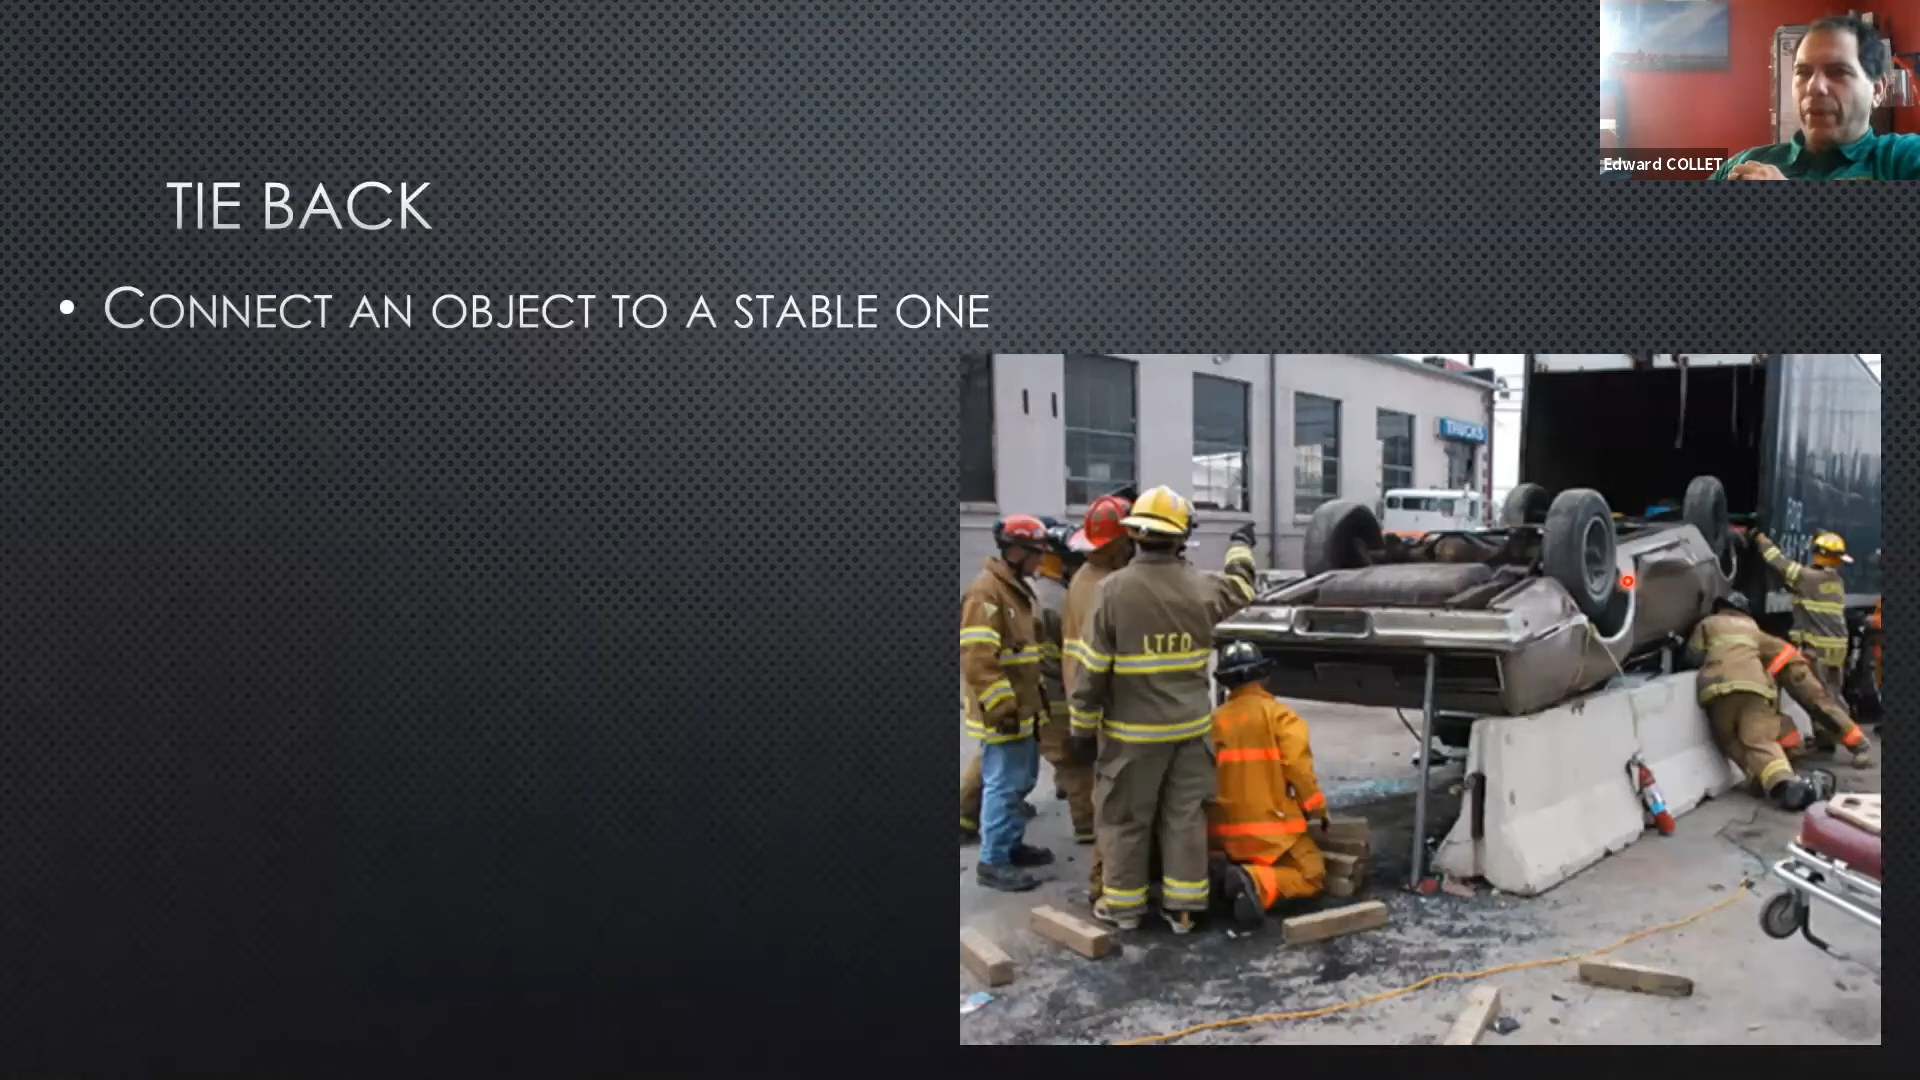 Edward COLLET
TIE BACK
• CONNECT AN OBJECT TO A STABLE ONE
TRUCKS
LTFD